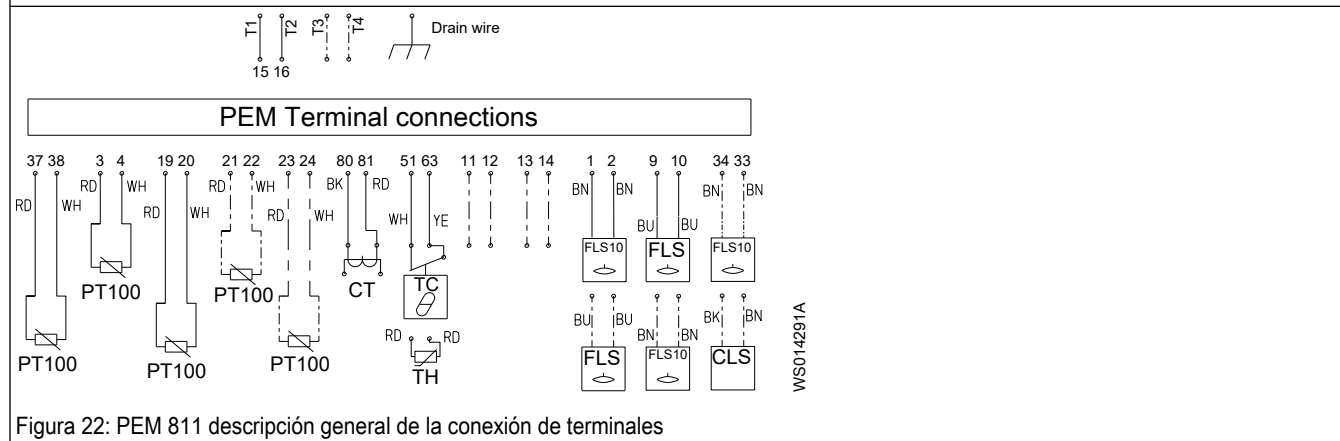 T1 T2 T3 T4 Drain wire
15 16
PEM Terminal connections
37 38 3 4 19 20 21 22 23 24 80 81 51 63 11 12 13 14 1 2 9 10 34 33
RD WH RD WH RD WH RD WH RD WH BK RD WH YE BN BN BU BU BN BN
FLS10 FLS FLS10
PT100 PT100 PT100 PT100 PT100 CT TC
RD RD
TH
BU BU BN BN BK BN
FLS FLS10 CLS
WS014291A
Figura 22: PEM 811 descripción general de la conexión de terminales